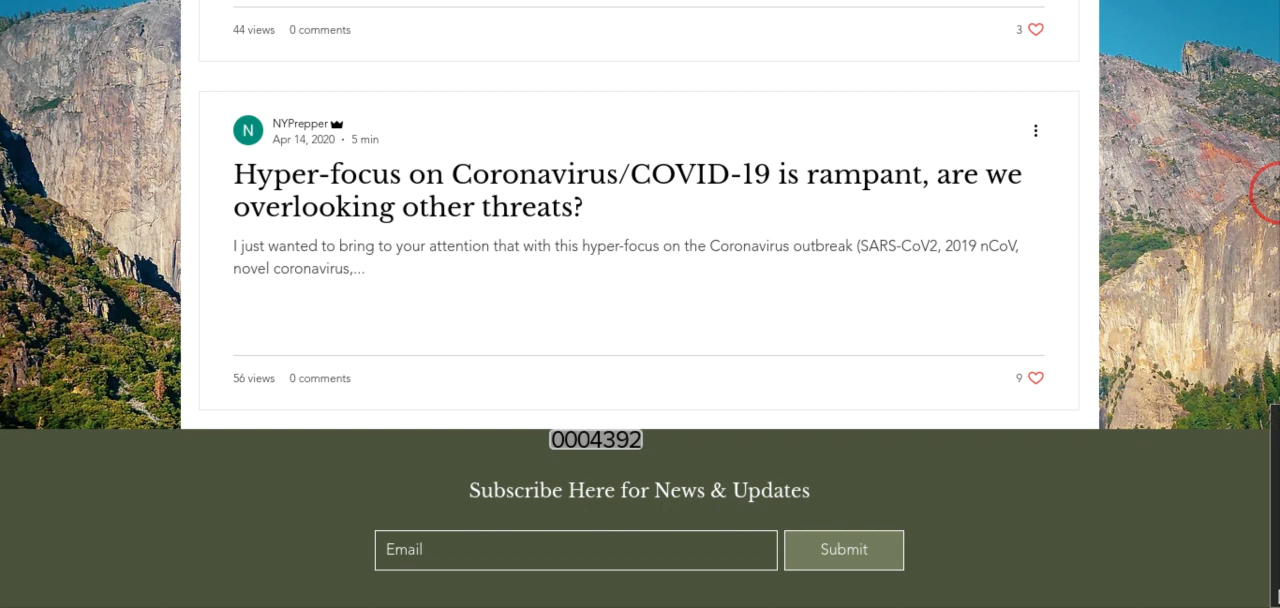 44 views 0 comments 3
N NYPrepper
Apr 14, 2020 · 5 min
Hyper-focus on Coronavirus/COVID-19 is rampant, are we
overlooking other threats?
I just wanted to bring to your attention that with this hyper-focus on the Coronavirus outbreak (SARS-CoV2, 2019 nCoV,
novel coronavirus,...
56 views 0 comments 9
0004392
Subscribe Here for News & Updates
Email Submit